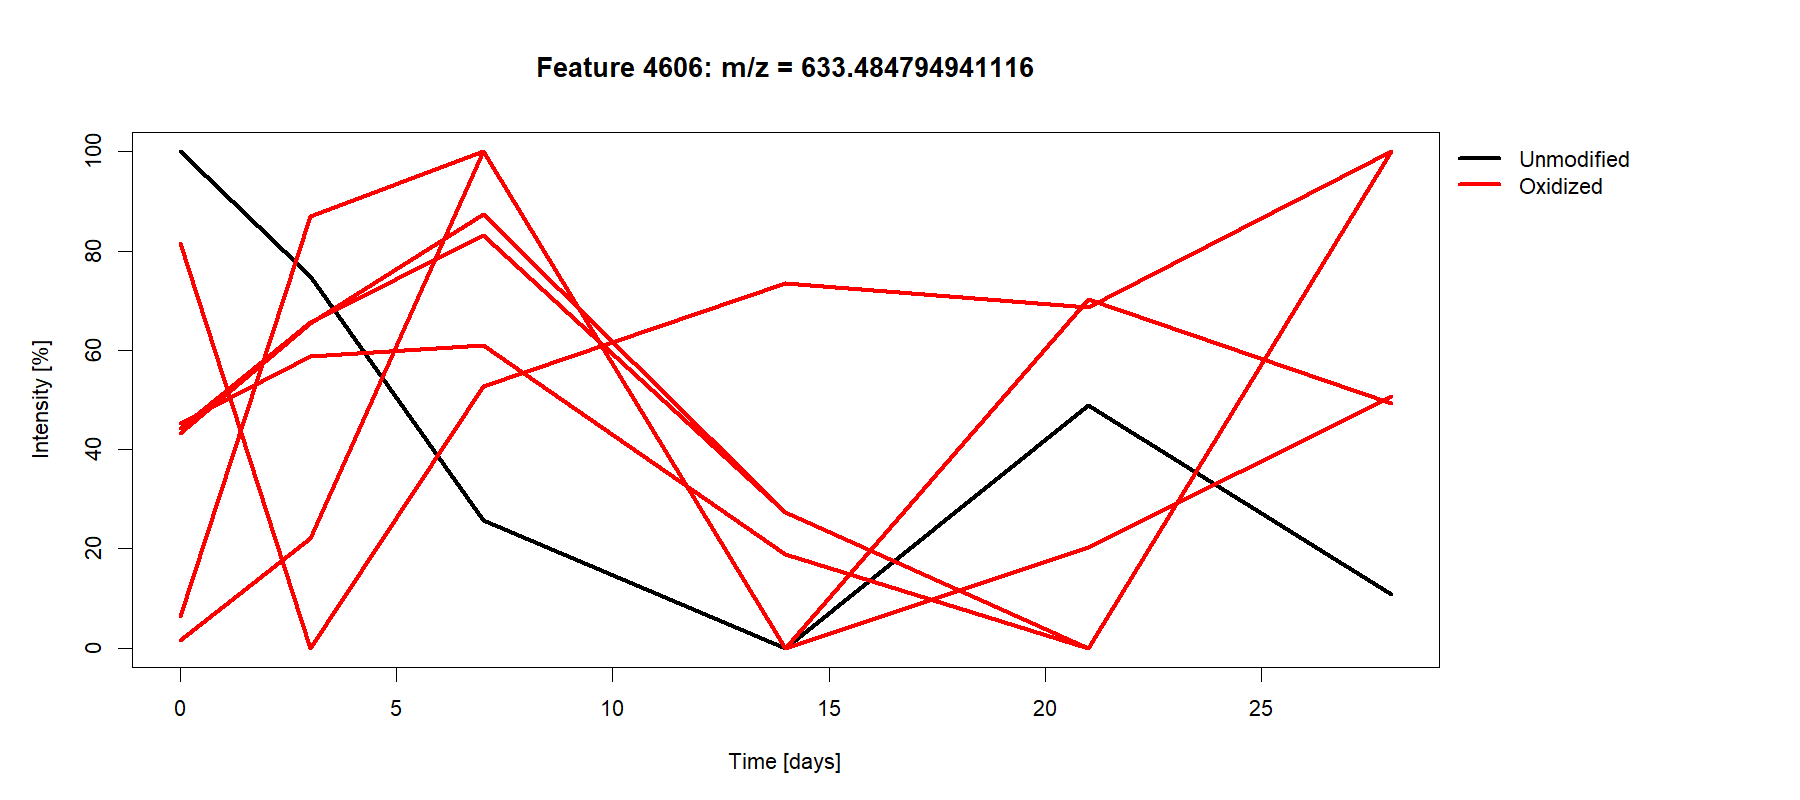 Feature 4606: m/z = 633.484794941116
Unmodified
Oxidized
Intensity [%]
100
80
60
40
20
0
0 5 10 15 20 25
Time [days]